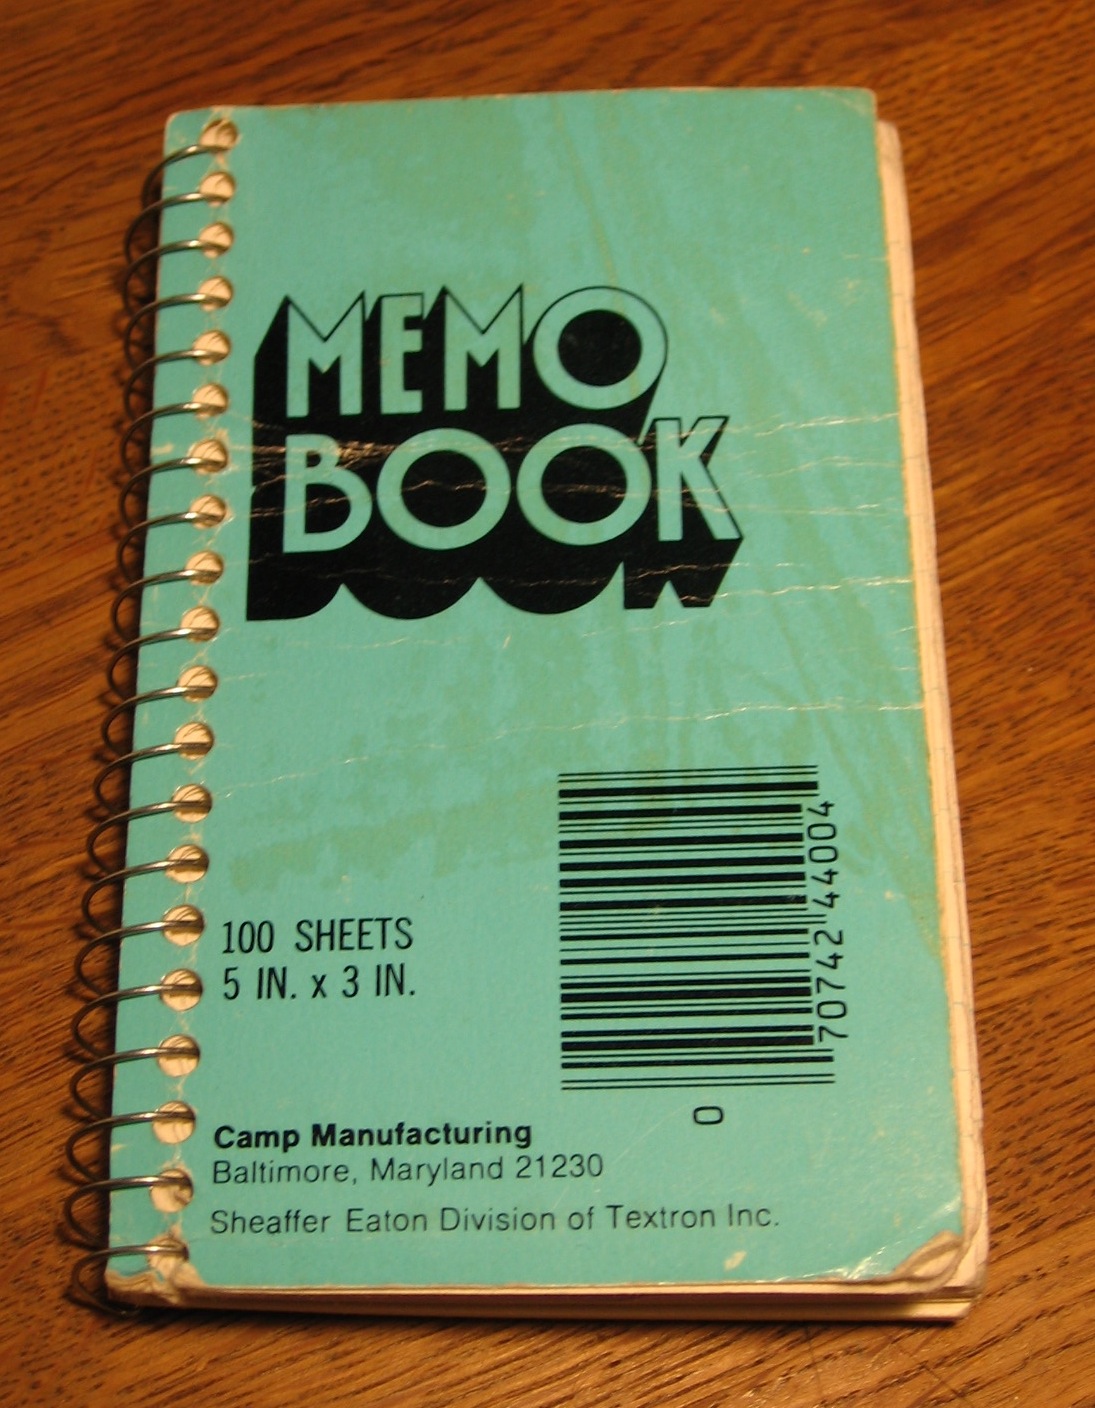 MEMO
BOOK
100 SHEETS
5 IN. x 3 IN.
0 70742 44004
Camp Manufacturing
Baltimore, Maryland 21230
Sheaffer Eaton Division of Textron Inc.